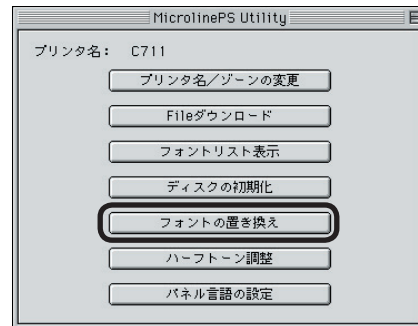 MicrolinePS Utility
プリンタ名： C711
プリンタ名／ゾーンの変更
Fileダウンロード
フォントリスト表示
ディスクの初期化
フォントの置き換え
ハーフトーン調整
パネル言語の設定